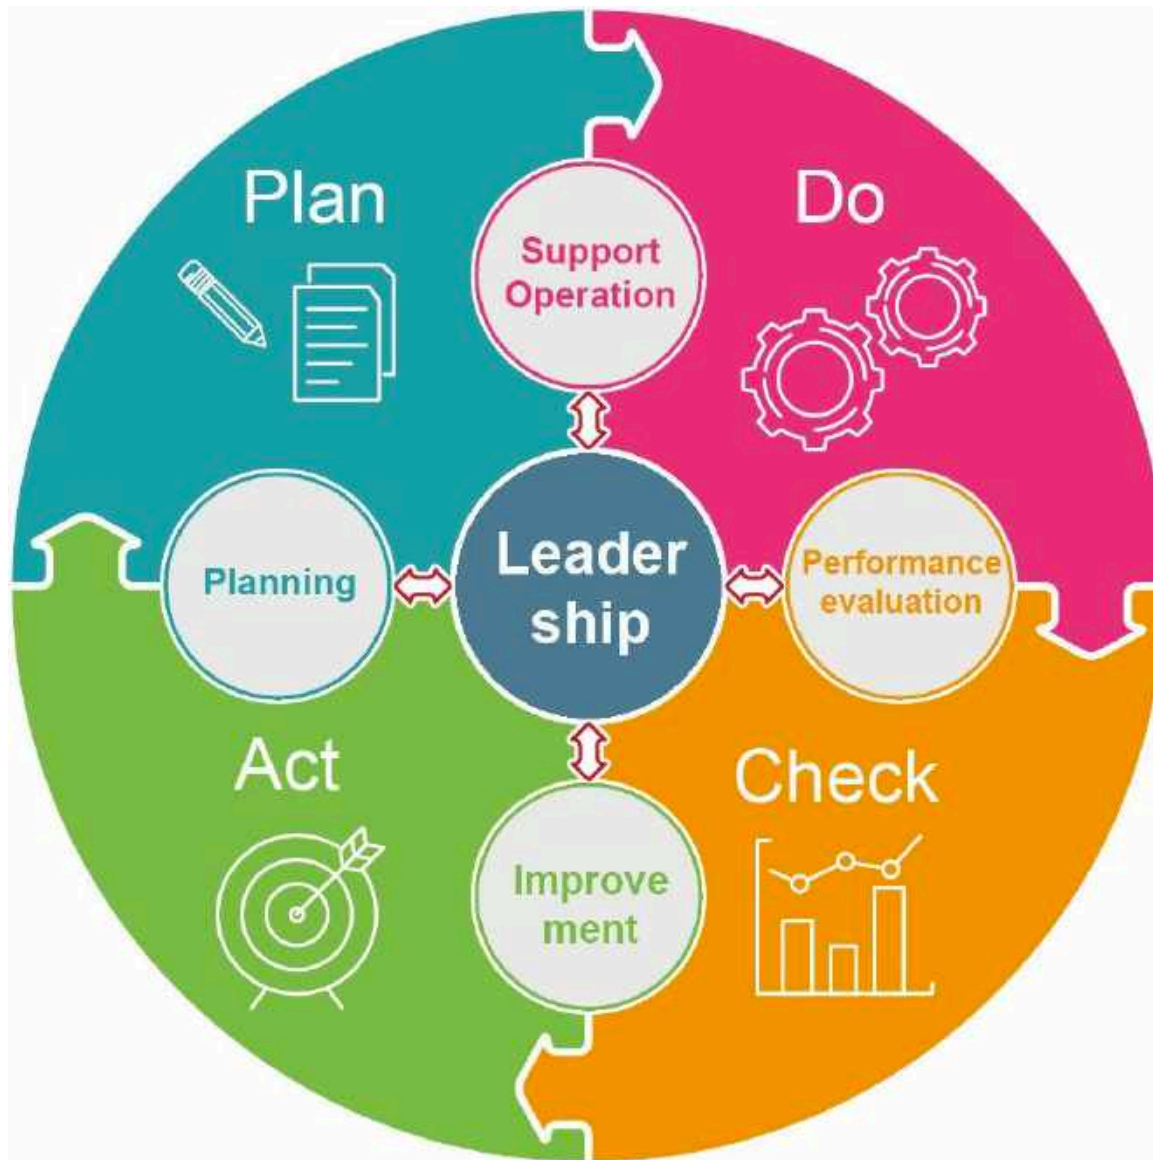 Plan
Do
Support
Operation
Planning
Leader
ship
Performance
evaluation
Act
Check
Improve
ment